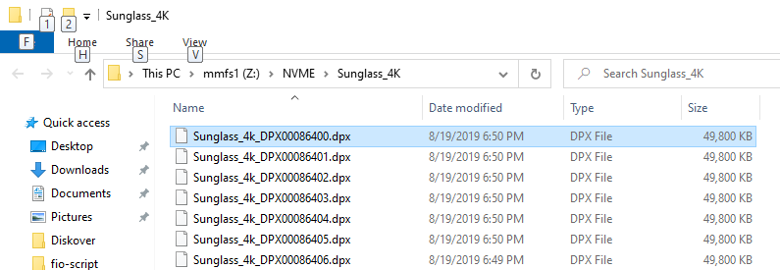 Sunglass_4K
1 2
F
Home Share View
H S V
This PC mmfs1 (Z:) NVME Sunglass_4K
Search Sunglass_4K
Name Date modified Type Size
Quick access
Desktop
Downloads
Documents
Pictures
Diskover
fio-script
Sunglass_4k_DPX00086400.dpx 8/19/2019 6:50 PM DPX File 49,800 KB
Sunglass_4k_DPX00086401.dpx 8/19/2019 6:50 PM DPX File 49,800 KB
Sunglass_4k_DPX00086402.dpx 8/19/2019 6:50 PM DPX File 49,800 KB
Sunglass_4k_DPX00086403.dpx 8/19/2019 6:50 PM DPX File 49,800 KB
Sunglass_4k_DPX00086404.dpx 8/19/2019 6:50 PM DPX File 49,800 KB
Sunglass_4k_DPX00086405.dpx 8/19/2019 6:50 PM DPX File 49,800 KB
Sunglass_4k_DPX00086406.dpx 8/19/2019 6:49 PM DPX File 49,800 KB